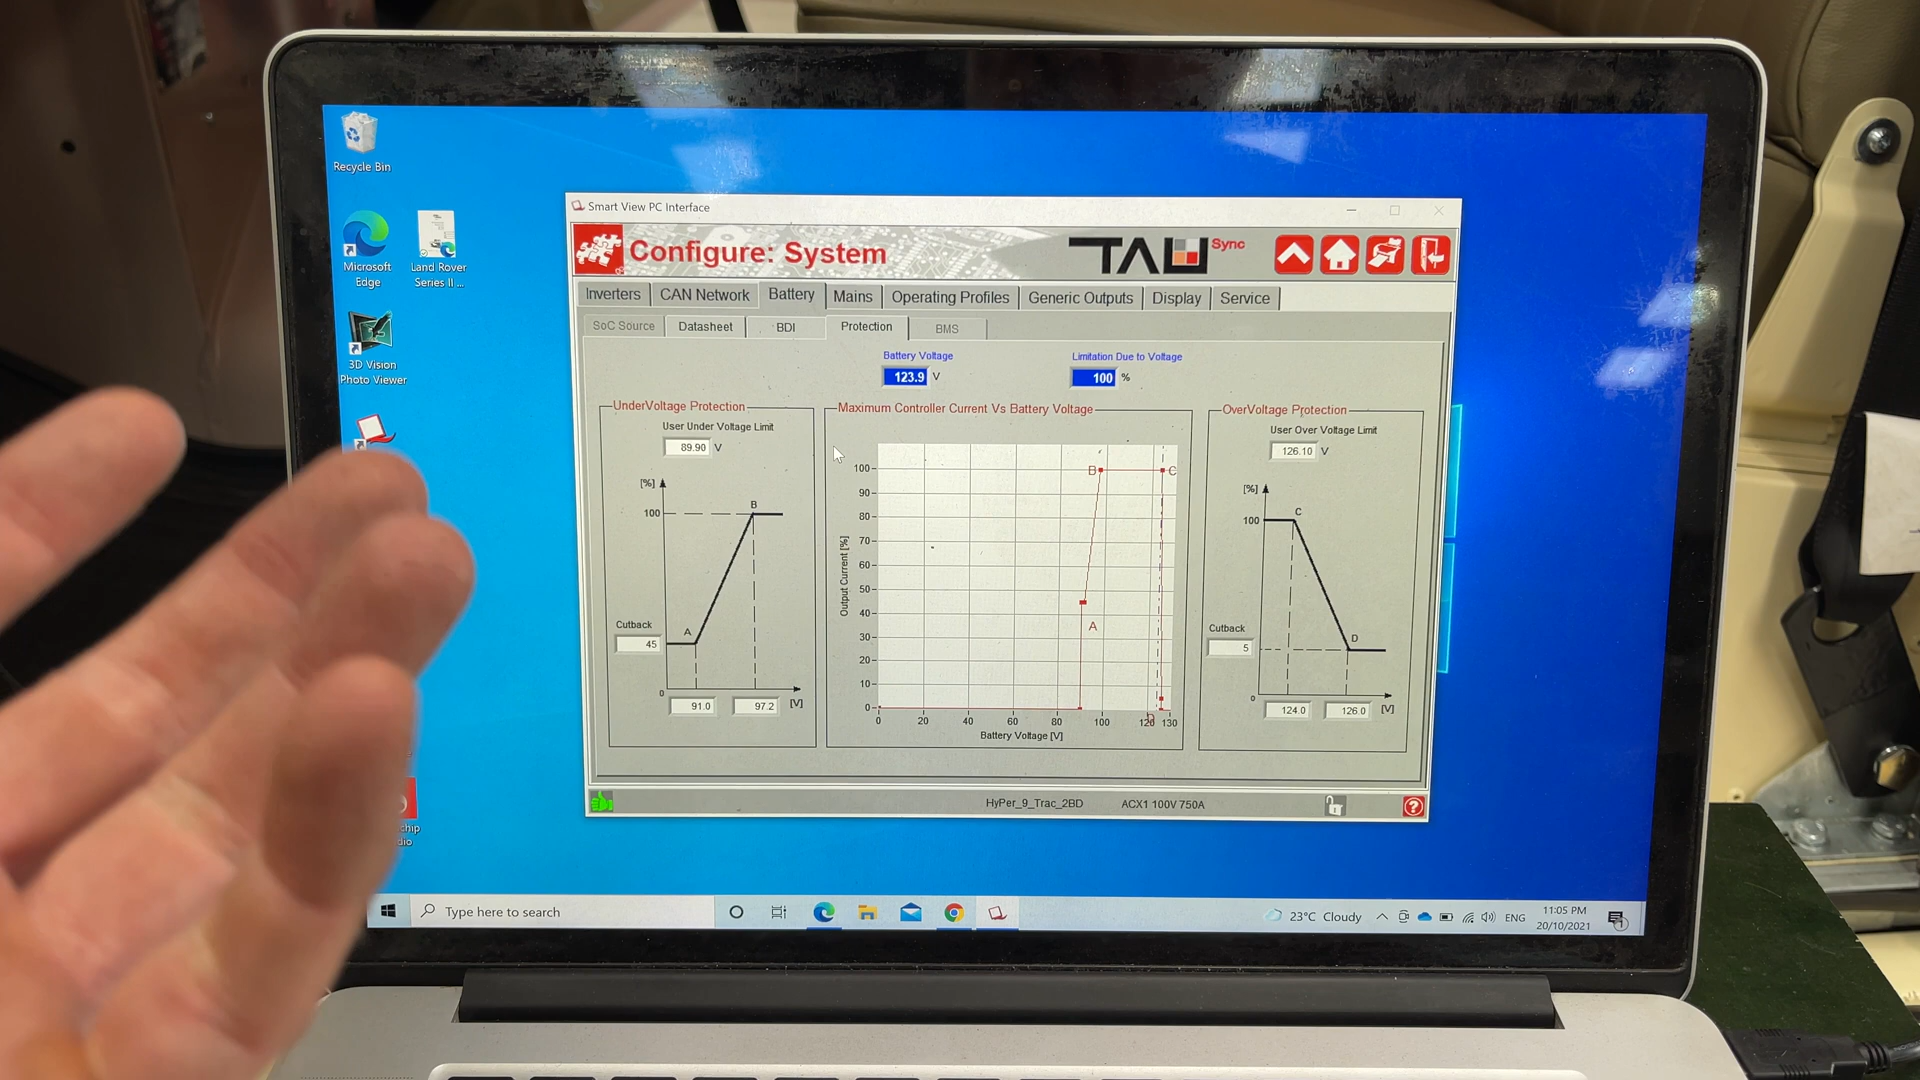 Recycle Bin
Microsoft Edge
Land Rover Series II ...
3D Vision Photo Viewer
Smart View PC Interface
Configure: System
TAU Sync
Inverters CAN Network Battery Mains Operating Profiles Generic Outputs Display Service
SoC Source Datasheet BDI Protection BMS
Battery Voltage
123.9 V
Limitation Due to Voltage
100 %
UnderVoltage Protection
User Under Voltage Limit
89.90 V
[%]
100
B
Cutback
45
A
0
91.0 97.2 [V]
Maximum Controller Current Vs Battery Voltage
Output Current [%]
100
90
80
70
60
50
40
30
20
10
0
B C
A
D
0 20 40 60 80 100 120 130
Battery Voltage [V]
OverVoltage Protection
User Over Voltage Limit
126.10 V
[%]
100
C
Cutback
5
D
0
124.0 126.0 [V]
HyPer_9_Trac_2BD ACX1 100V 750A
?
chip
dio
Type here to search
23°C Cloudy
ENG
11:05 PM
20/10/2021
1